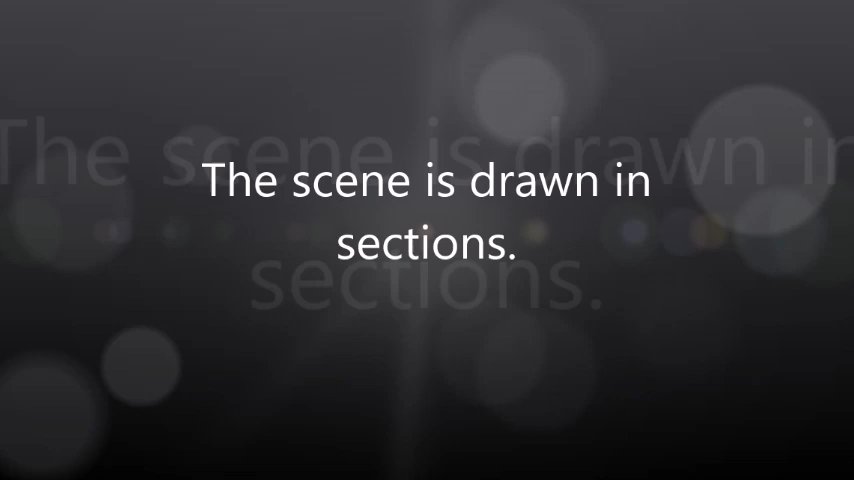 The scene is drawn in
sections.